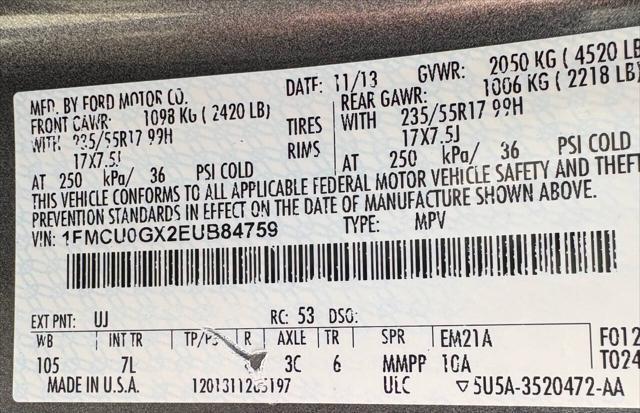 MFD. BY FORD MOTOR CO. DATE: 11/13 GVWR: 2050 KG ( 4520 LB
FRONT GAWR: 1098 KG ( 2420 LB) REAR GAWR: 1006 KG ( 2218 LB)
WITH 235/55R17 99H TIRES WITH 235/55R17 99H
17X7.5J RIMS 17X7.5J
AT 250 kPa/ 36 PSI COLD AT 250 kPa/ 36 PSI COLD
THIS VEHICLE CONFORMS TO ALL APPLICABLE FEDERAL MOTOR VEHICLE SAFETY AND THEFT
PREVENTION STANDARDS IN EFFECT ON THE DATE OF MANUFACTURE SHOWN ABOVE.
VIN: 1FMCU0GX2EUB84759 TYPE: MPV
EXT PNT: UJ RC: 53 DSO:
WB INT TR TP/PS R AXLE TR SPR EM21A F012
105 7L 3C 6 MMPP 10A T024
MADE IN U.S.A. ULC ▽5U5A-3520472-AA